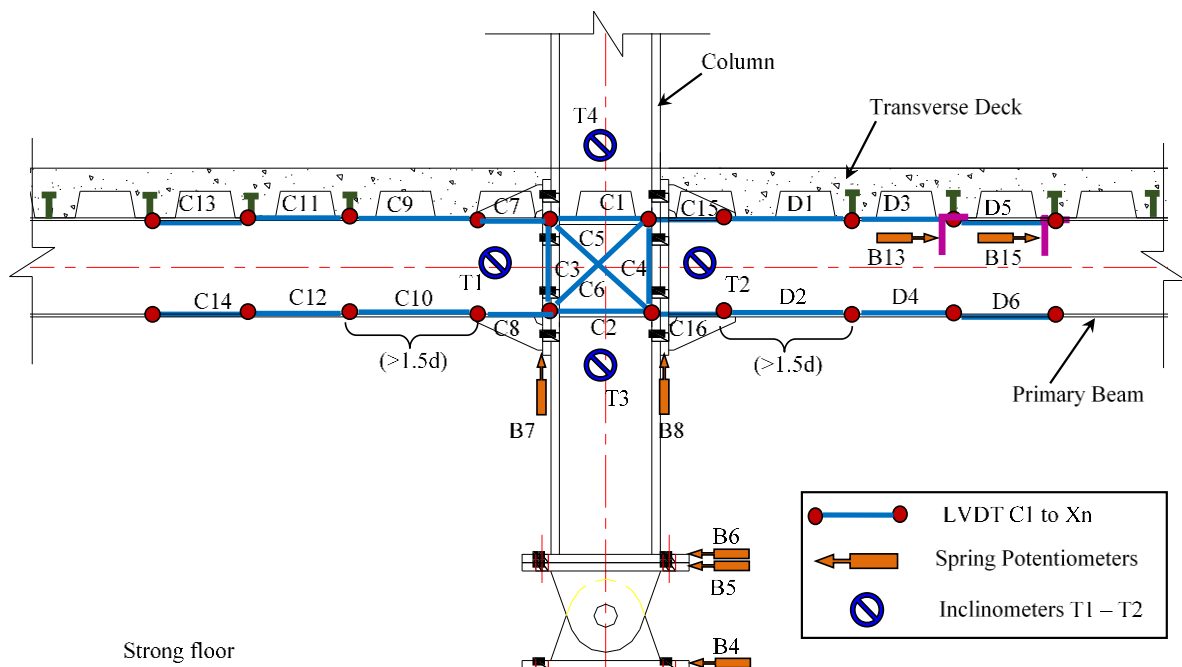 Column
Transverse Deck
T4
C13
C11
C9
C7
C1
C15
D1
D3
D5
C5
B13
B15
T1
C3
C4
T2
C6
C14
C12
C10
C8
C2
C16
D2
D4
D6
(>1.5d)
(>1.5d)
T3
Primary Beam
B7
B8
LVDT C1 to Xn
Spring Potentiometers
Inclinometers T1 – T2
B6
B5
B4
Strong floor